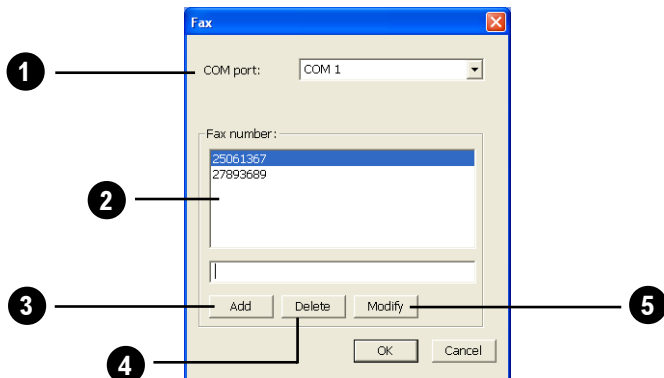 Fax
1
COM port: COM 1
Fax number:
25061367
27893689
2
3
Add Delete Modify
5
4
OK Cancel